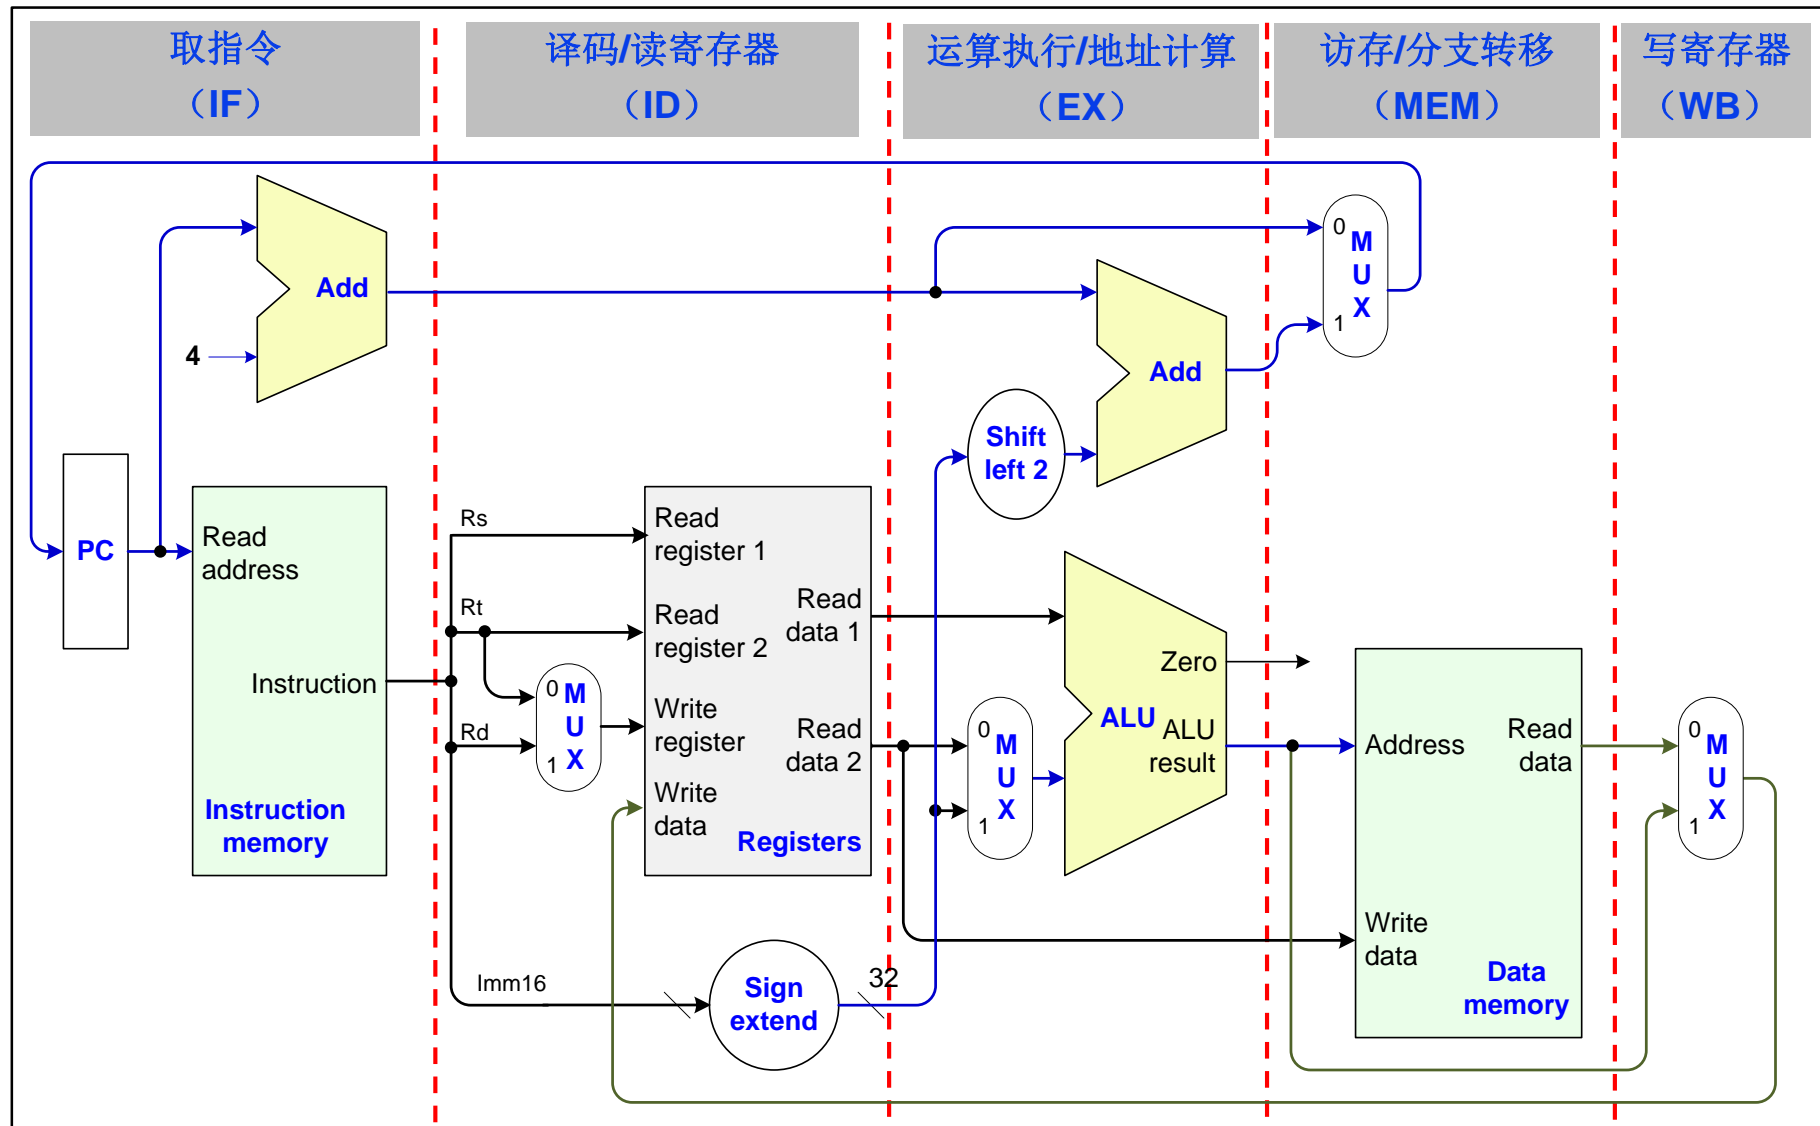 取指令
（IF）
译码/读寄存器
（ID）
运算执行/地址计算
（EX）
访存/分支转移
（MEM）
写寄存器
（WB）
Add
4
0
M
U
X
1
Add
Shift
left 2
PC
Read
address
Instruction
Instruction
memory
Rs
Rt
Rd
Imm16
0
M
U
X
1
Read
register 1
Read
register 2
Write
register
Write
data
Read
data 1
Read
data 2
Registers
Sign
extend
32
0
M
U
X
1
Zero
ALU
ALU
result
Address
Read
data
Write
data
Data
memory
0
M
U
X
1